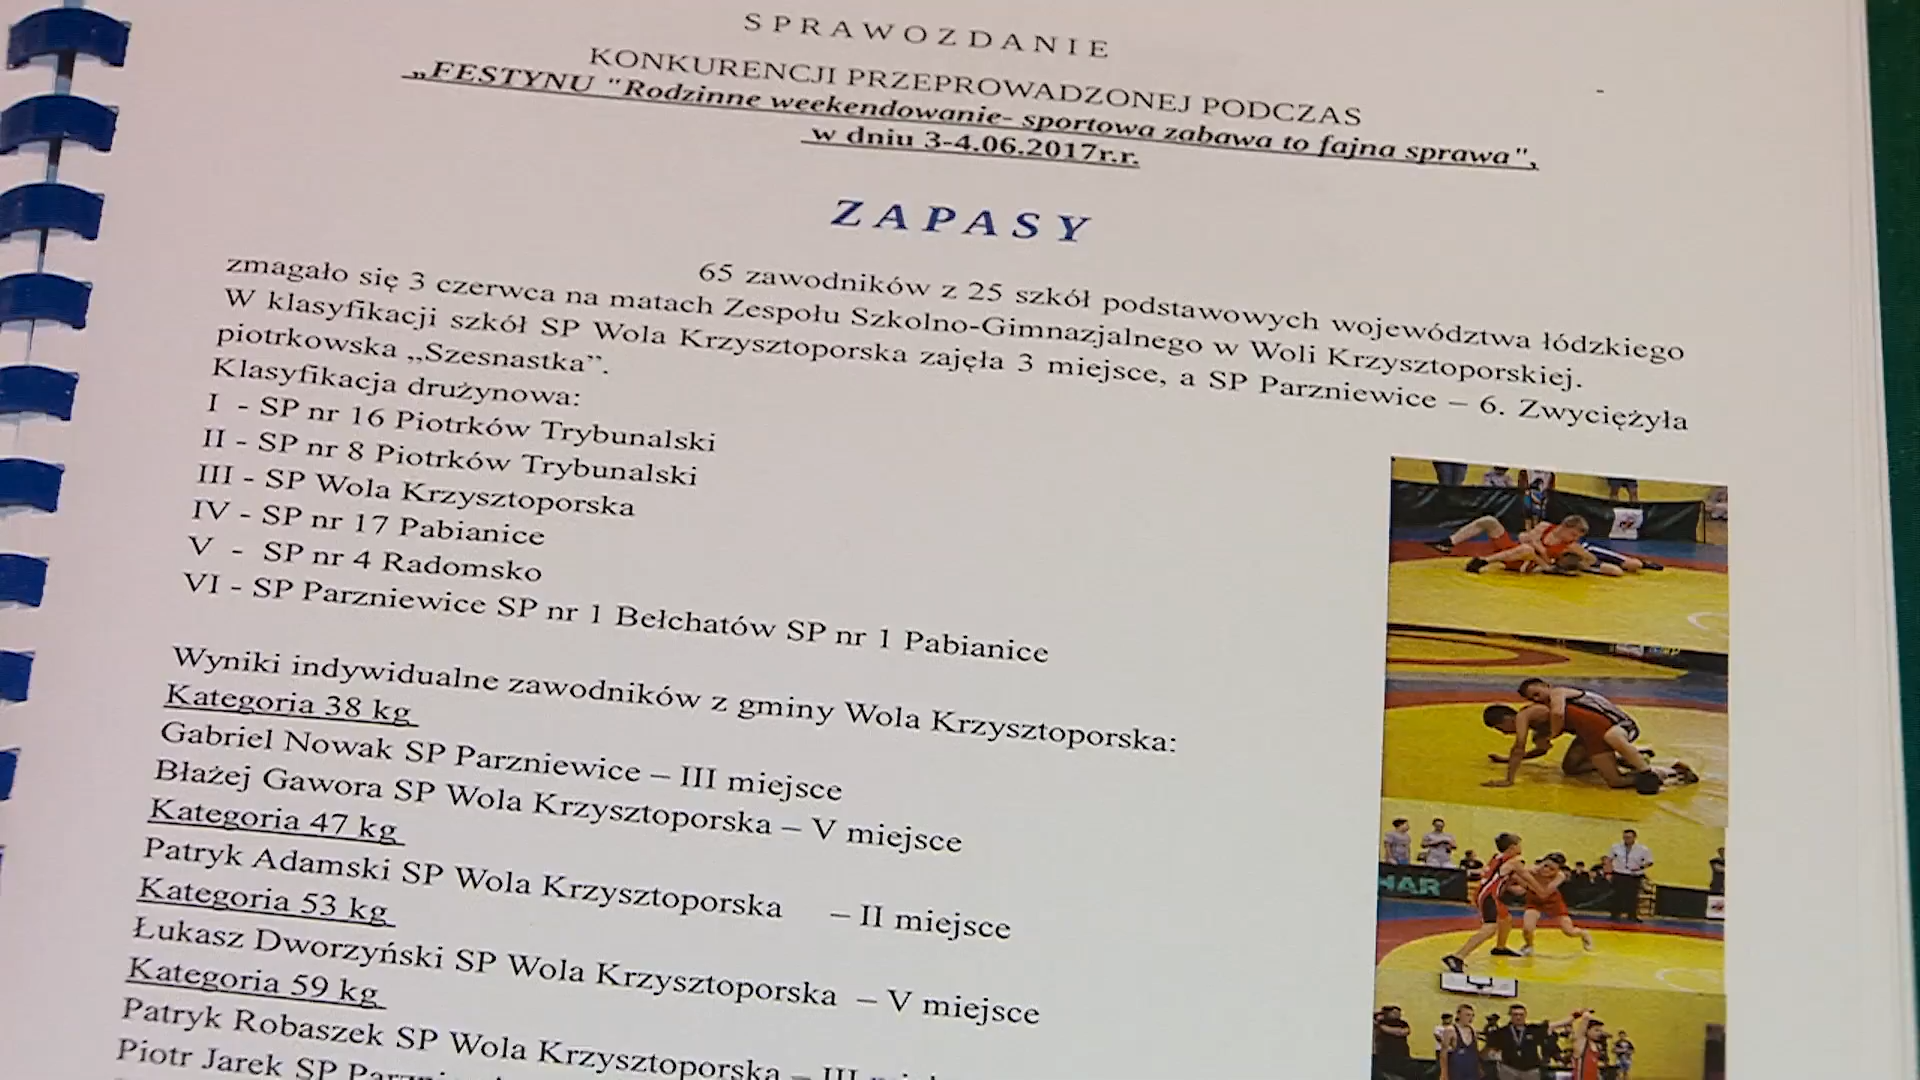 SPRAWOZDANIE
KONKURENCJI PRZEPROWADZONEJ PODCZAS
„FESTYNU "Rodzinne weekendowanie- sportowa zabawa to fajna sprawa",
w dniu 3-4.06.2017r.r.
ZAPASY
65 zawodników z 25 szkół podstawowych województwa łódzkiego
zmagało się 3 czerwca na matach Zespołu Szkolno-Gimnazjalnego w Woli Krzysztoporskiej.
W klasyfikacji szkół SP Wola Krzysztoporska zajęła 3 miejsce, a SP Parzniewice – 6. Zwyciężyła
piotrkowska „Szesnastka”.
Klasyfikacja drużynowa:
I - SP nr 16 Piotrków Trybunalski
II - SP nr 8 Piotrków Trybunalski
III - SP Wola Krzysztoporska
IV - SP nr 17 Pabianice
V - SP nr 4 Radomsko
VI - SP Parzniewice SP nr 1 Bełchatów SP nr 1 Pabianice
Wyniki indywidualne zawodników z gminy Wola Krzysztoporska:
Kategoria 38 kg
Gabriel Nowak SP Parzniewice – III miejsce
Błażej Gawora SP Wola Krzysztoporska – V miejsce
Kategoria 47 kg
Patryk Adamski SP Wola Krzysztoporska – II miejsce
Kategoria 53 kg
Łukasz Dworzyński SP Wola Krzysztoporska – V miejsce
Kategoria 59 kg
Patryk Robaszek SP Wola Krzysztoporska – III
Piotr Jarek SP
HAR